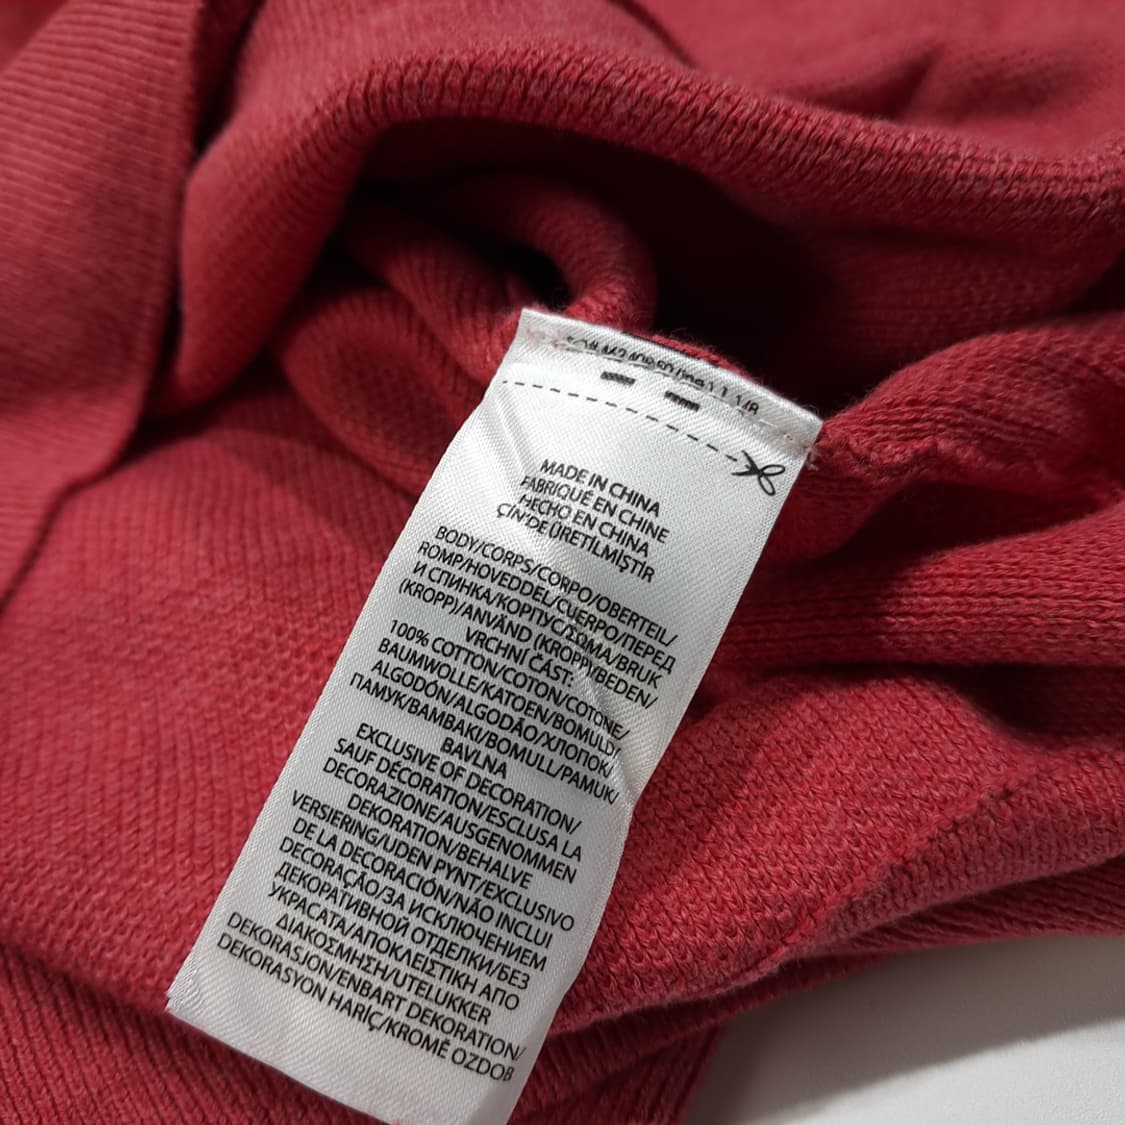 MADE IN CHINA
FABRIQUÉ EN CHINE
HECHO EN CHINA
ÇİN'DE ÜRETİLMİŞTİR
BODY/CORPS/CORPO/OBERTEIL/
ROMP/HOVEDDEL/CUERPO/ПЕРЕД
И СПИНКА/КОРПУС/ΣΩΜΑ/BRUK
(KROPP)/ANVÄND (KROPP)/BEDEN/
VRCHNÍ ČAST:
100% COTTON/COTON/COTONE/
BAUMWOLLE/KATOEN/BOMULD/
ALGODÓN/ALGODÃO/ХЛОПОК/
ПАМУК/ΒΑΜΒΑΚΙ/BOMULL/PAMUK/
BAVLNA
EXCLUSIVE OF DECORATION/
SAUF DÉCORATION/ESCLUSA LA
DECORAZIONE/AUSGENOMMEN
DEKORATION/BEHALVE
VERSIERING/UDEN PYNT/EXCLUSIVO
DE LA DECORACIÓN/NÃO INCLUI
DECORAÇÃO/ЗА ИСКЛЮЧЕНИЕМ
ДЕКОРАТИВНОЙ ОТДЕЛКИ/БЕЗ
УКРАСАТА/ΑΠΟΚΛΕΙΣΤΙΚΗ ΑΠΟ
ΔΙΑΚΟΣΜΗΣΗ/UTELUKKER
DEKORASJON/ENBART DEKORATION/
DEKORASYON HARİÇ/KROMĚ OZDOB